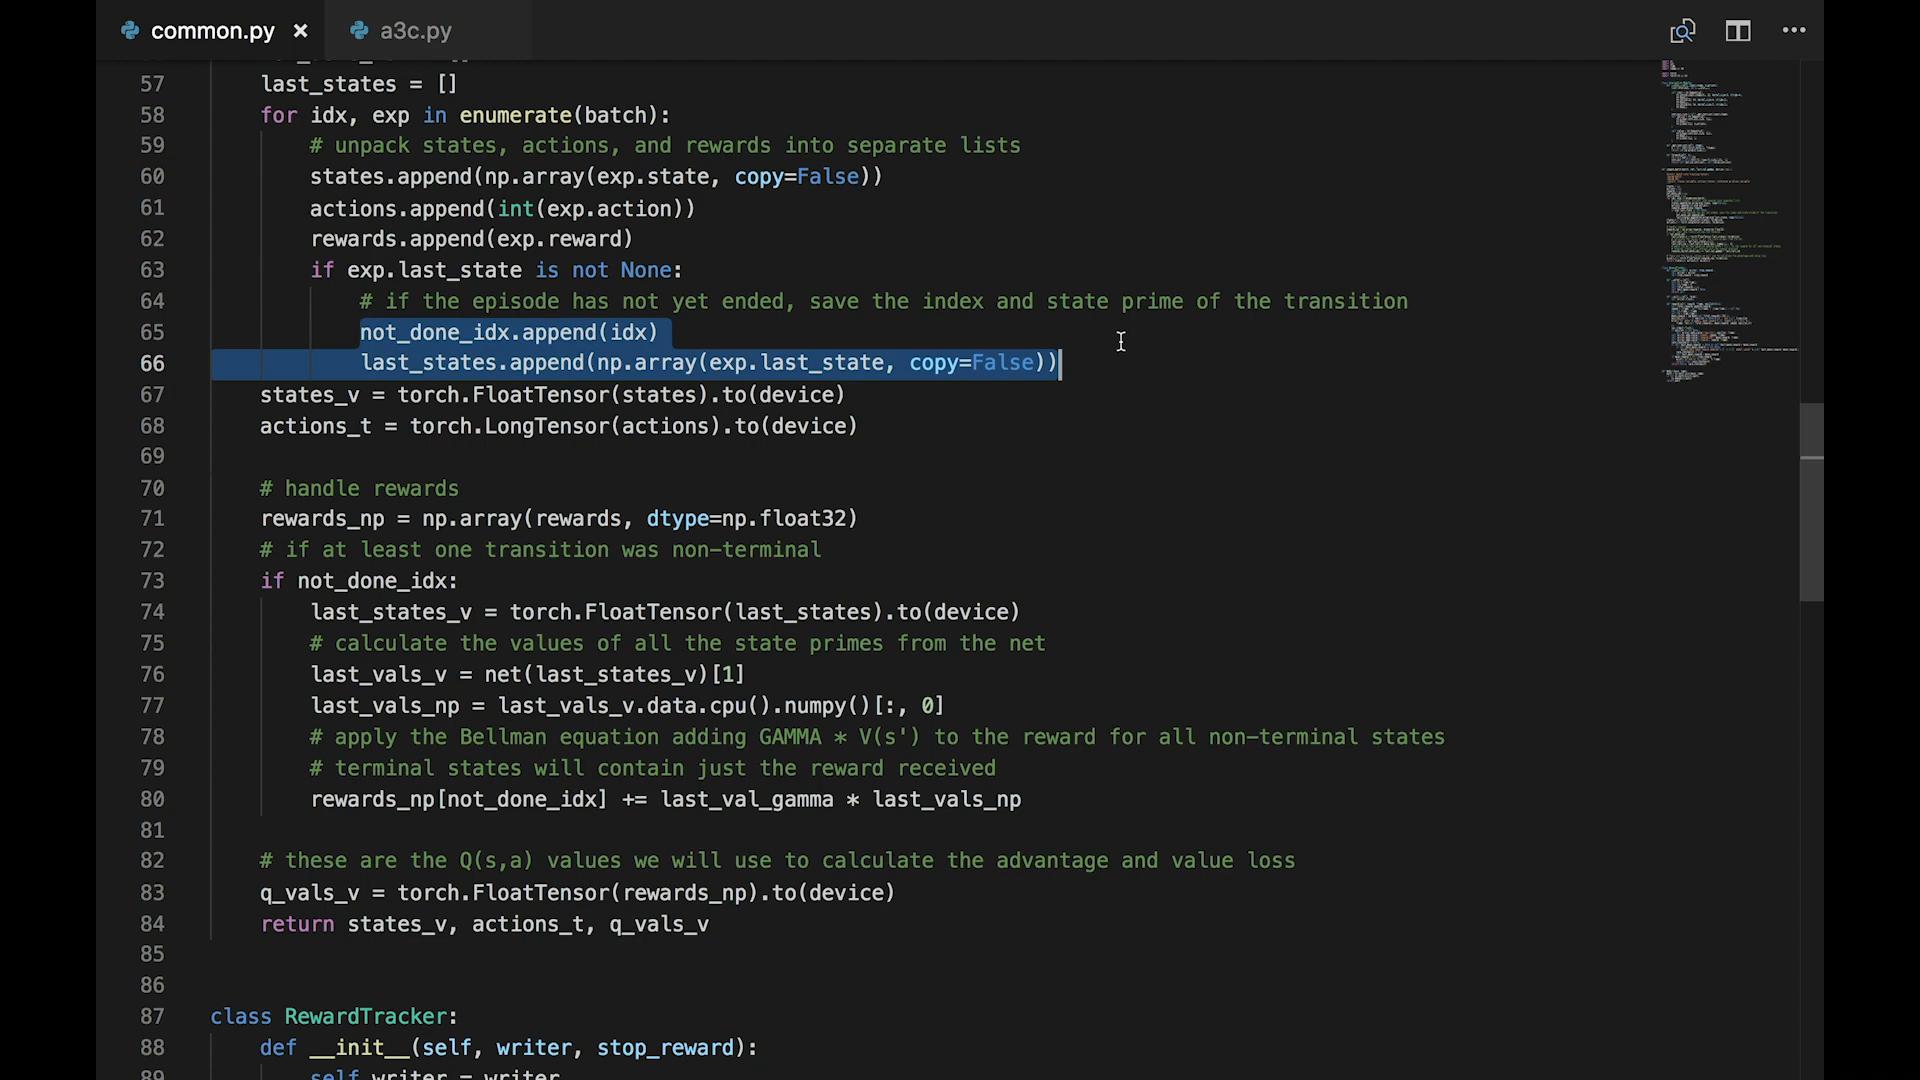 common.py × a3c.py
57 last_states = []
58 for idx, exp in enumerate(batch):
59 # unpack states, actions, and rewards into separate lists
60 states.append(np.array(exp.state, copy=False))
61 actions.append(int(exp.action))
62 rewards.append(exp.reward)
63 if exp.last_state is not None:
64 # if the episode has not yet ended, save the index and state prime of the transition
65 not_done_idx.append(idx)
66 last_states.append(np.array(exp.last_state, copy=False))
67 states_v = torch.FloatTensor(states).to(device)
68 actions_t = torch.LongTensor(actions).to(device)
69
70 # handle rewards
71 rewards_np = np.array(rewards, dtype=np.float32)
72 # if at least one transition was non-terminal
73 if not_done_idx:
74 last_states_v = torch.FloatTensor(last_states).to(device)
75 # calculate the values of all the state primes from the net
76 last_vals_v = net(last_states_v)[1]
77 last_vals_np = last_vals_v.data.cpu().numpy()[:, 0]
78 # apply the Bellman equation adding GAMMA * V(s') to the reward for all non-terminal states
79 # terminal states will contain just the reward received
80 rewards_np[not_done_idx] += last_val_gamma * last_vals_np
81
82 # these are the Q(s,a) values we will use to calculate the advantage and value loss
83 q_vals_v = torch.FloatTensor(rewards_np).to(device)
84 return states_v, actions_t, q_vals_v
85
86
87 class RewardTracker:
88 def __init__(self, writer, stop_reward):
89 self.writer = writer